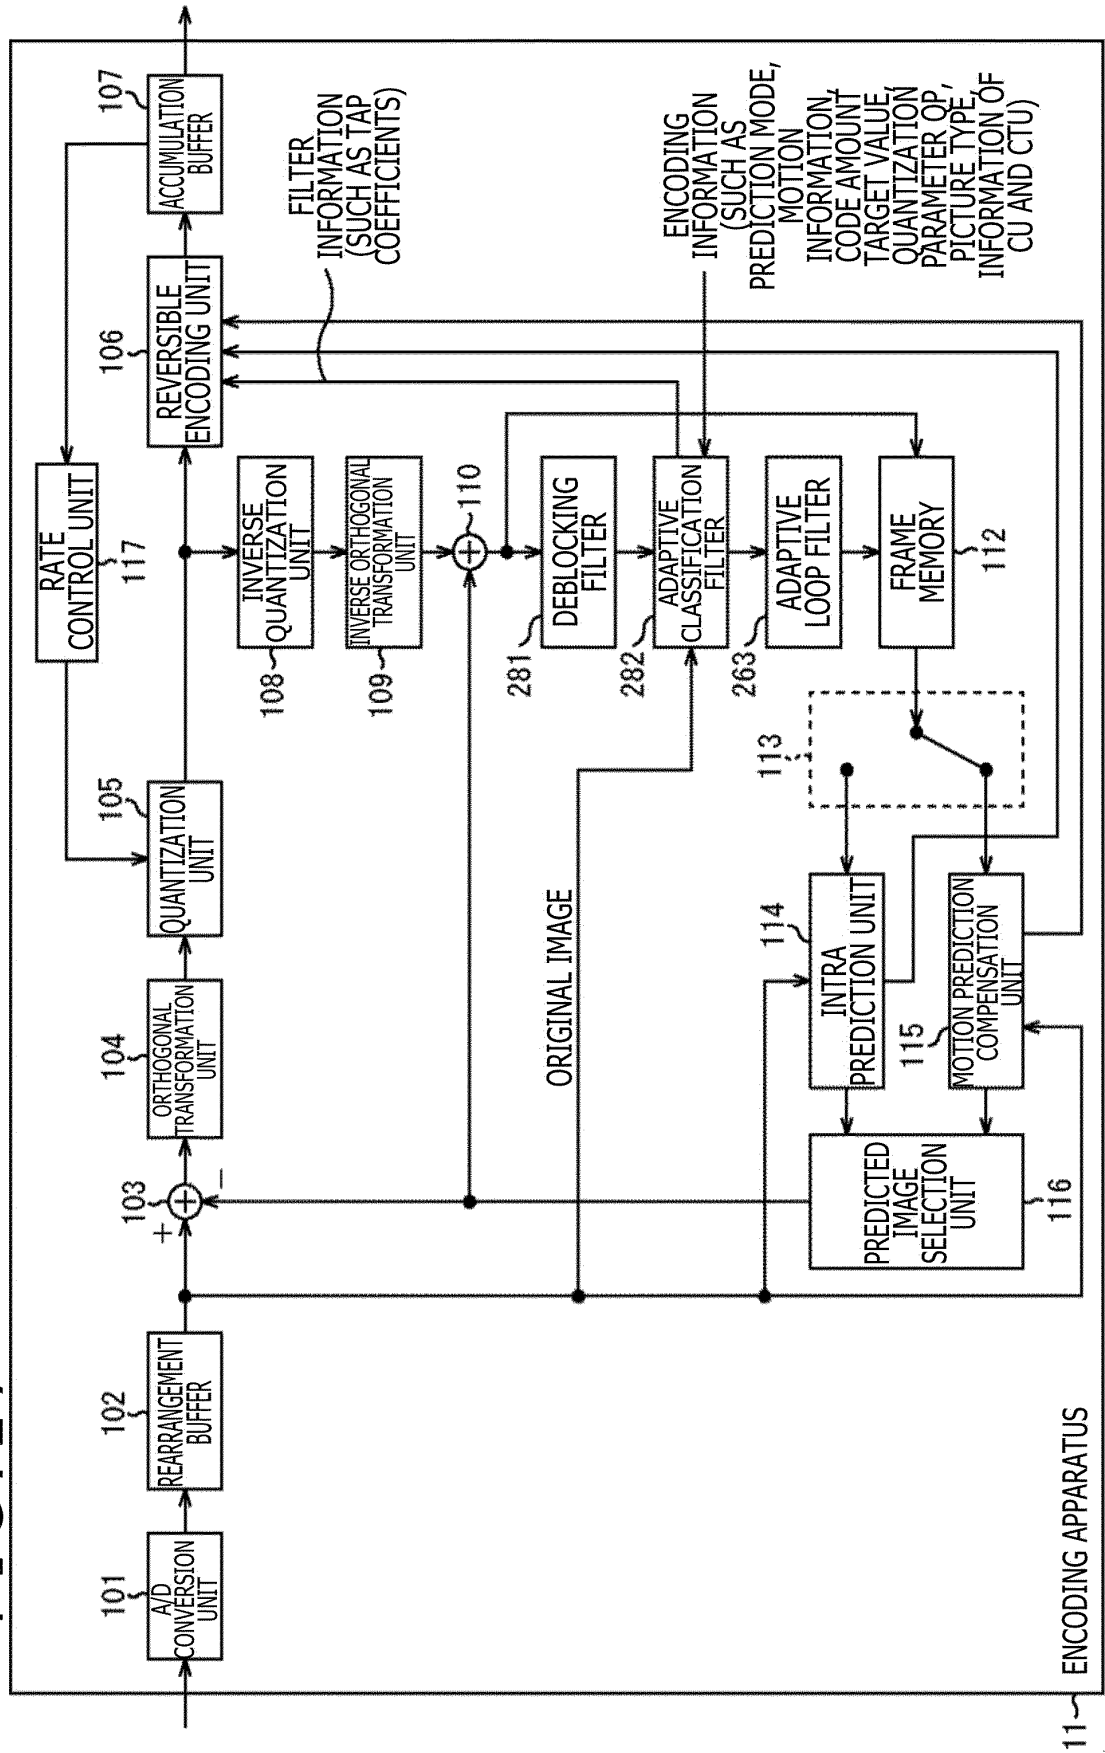 101
A/D
CONVERSION
UNIT
102
REARRANGEMENT
BUFFER
103
+
−
104
ORTHOGONAL
TRANSFORMATION
UNIT
105
QUANTIZATION
UNIT
RATE
CONTROL UNIT
117
106
REVERSIBLE
ENCODING UNIT
107
ACCUMULATION
BUFFER
INVERSE
QUANTIZATION
UNIT
108
INVERSE ORTHOGONAL
TRANSFORMATION
UNIT
109
FILTER
INFORMATION
(SUCH AS TAP
COEFFICIENTS)
110
DEBLOCKING
FILTER
281
ORIGINAL IMAGE
ADAPTIVE
CLASSIFICATION
FILTER
282
ENCODING
INFORMATION
(SUCH AS
PREDICTION MODE,
MOTION
INFORMATION,
CODE AMOUNT
TARGET VALUE,
QUANTIZATION
PARAMETER QP,
PICTURE TYPE,
INFORMATION OF
CU AND CTU)
ADAPTIVE
LOOP FILTER
263
FRAME
MEMORY
112
113
114
INTRA
PREDICTION UNIT
115
MOTION PREDICTION
COMPENSATION
UNIT
PREDICTED
IMAGE
SELECTION
UNIT
116
11
ENCODING APPARATUS